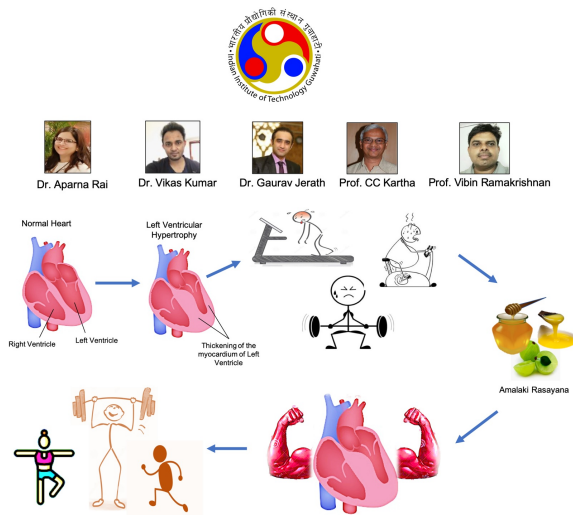 भारतीय प्रौद्योगिकी संस्थान गुवाहाटी
Indian Institute of Technology Guwahati
Dr. Aparna Rai
Dr. Vikas Kumar
Dr. Gaurav Jerath
Prof. CC Kartha
Prof. Vibin Ramakrishnan
Normal Heart
Right Ventricle
Left Ventricle
Left Ventricular
Hypertrophy
Thickening of the
myocardium of Left
Ventricle
Amalaki Rasayana